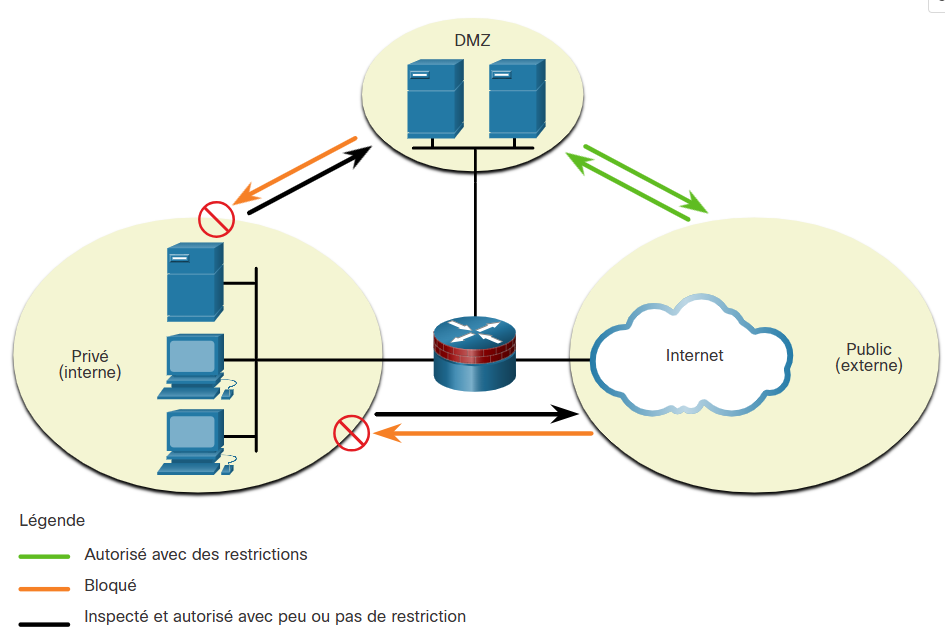 DMZ
Privé
(interne)
Internet
Public
(externe)
Légende
Autorisé avec des restrictions
Bloqué
Inspecté et autorisé avec peu ou pas de restriction